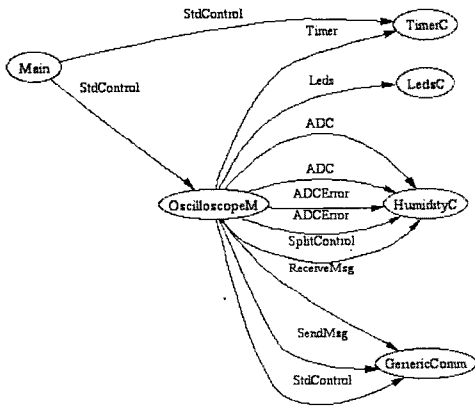 StdControl
TimerC
Timer
Main
StdControl
Leds
LedsC
ADC
ADC
ADCError
OscilloscopeM
HumidityC
ADCError
SplitControl
ReceiveMsg
SendMsg
GenericComm
StdControl